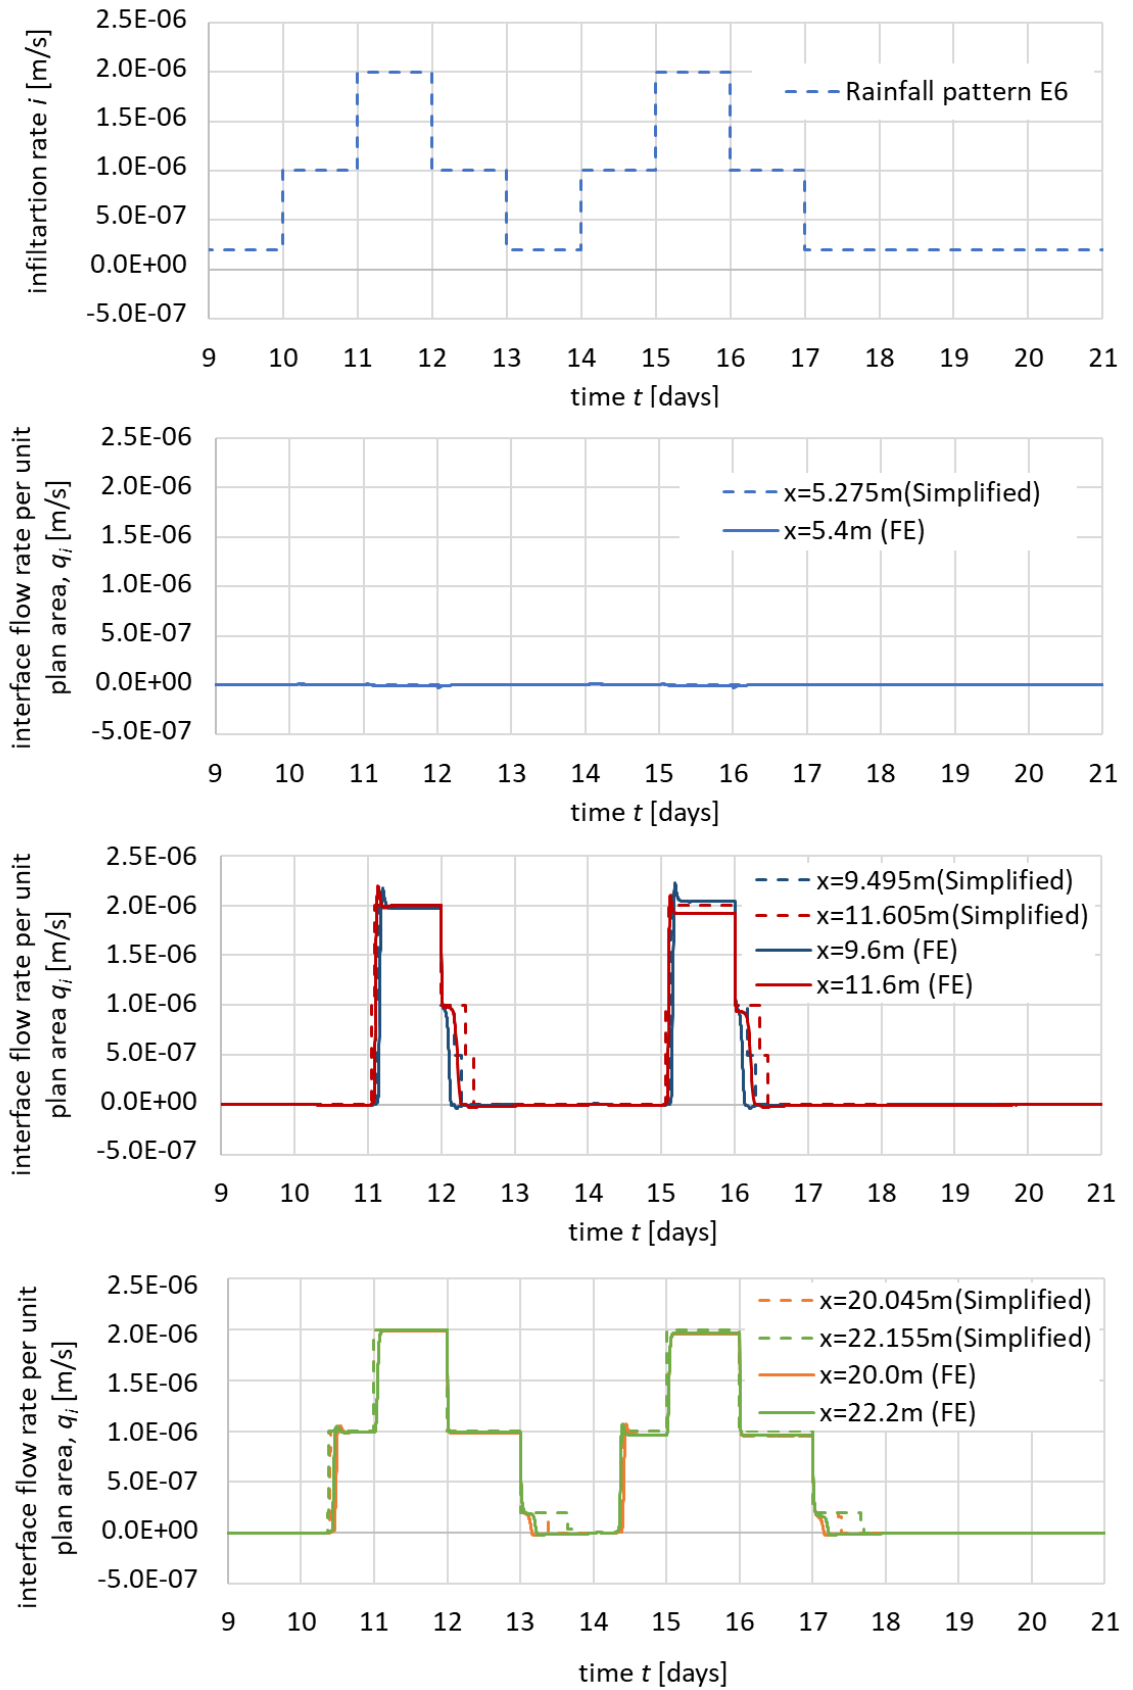 infiltartion rate i [m/s]
2.5E-06
2.0E-06
1.5E-06
1.0E-06
5.0E-07
0.0E+00
-5.0E-07
Rainfall pattern E6
9 10 11 12 13 14 15 16 17 18 19 20 21
time t [days]
interface flow rate per unit
plan area, qi [m/s]
2.5E-06
2.0E-06
1.5E-06
1.0E-06
5.0E-07
0.0E+00
-5.0E-07
x=5.275m(Simplified)
x=5.4m (FE)
9 10 11 12 13 14 15 16 17 18 19 20 21
time t [days]
interface flow rate per unit
plan area qi [m/s]
2.5E-06
2.0E-06
1.5E-06
1.0E-06
5.0E-07
0.0E+00
-5.0E-07
x=9.495m(Simplified)
x=11.605m(Simplified)
x=9.6m (FE)
x=11.6m (FE)
9 10 11 12 13 14 15 16 17 18 19 20 21
time t [days]
interface flow rate per unit
plan area, qi [m/s]
2.5E-06
2.0E-06
1.5E-06
1.0E-06
5.0E-07
0.0E+00
-5.0E-07
x=20.045m(Simplified)
x=22.155m(Simplified)
x=20.0m (FE)
x=22.2m (FE)
9 10 11 12 13 14 15 16 17 18 19 20 21
time t [days]